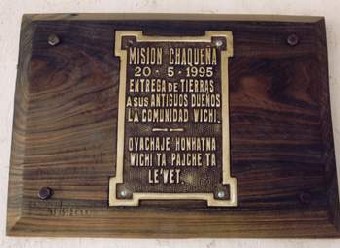 MISION CHAQUEÑA
20 · 5 · 1995
ENTREGA DE TIERRAS
A SUS ANTIGUOS DUEÑOS
LA COMUNIDAD WICHI.
OYACHAJE HONHATNA
WICHI TA PAJCHE TA
LE'WET.